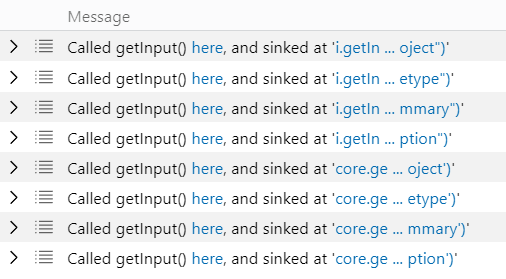 Message
Called getInput() here, and sinked at 'i.getIn ... oject")'
Called getInput() here, and sinked at 'i.getIn ... etype")'
Called getInput() here, and sinked at 'i.getIn ... mmary")'
Called getInput() here, and sinked at 'i.getIn ... ption")'
Called getInput() here, and sinked at 'core.ge ... oject')'
Called getInput() here, and sinked at 'core.ge ... etype')'
Called getInput() here, and sinked at 'core.ge ... mmary')'
Called getInput() here, and sinked at 'core.ge ... ption')'